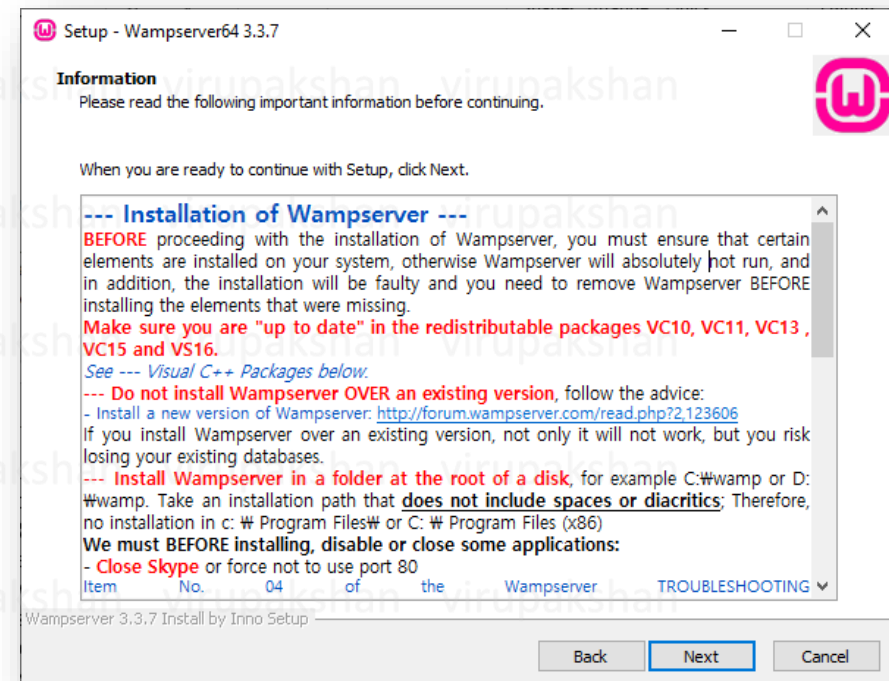 Setup - Wampserver64 3.3.7
Information
Please read the following important information before continuing.
When you are ready to continue with Setup, click Next.
--- Installation of Wampserver ---
BEFORE proceeding with the installation of Wampserver, you must ensure that certain
elements are installed on your system, otherwise Wampserver will absolutely not run, and
in addition, the installation will be faulty and you need to remove Wampserver BEFORE
installing the elements that were missing.
Make sure you are "up to date" in the redistributable packages VC10, VC11, VC13 ,
VC15 and VS16.
See --- Visual C++ Packages below.
--- Do not install Wampserver OVER an existing version, follow the advice:
- Install a new version of Wampserver: http://forum.wampserver.com/read.php?2,123606
If you install Wampserver over an existing version, not only it will not work, but you risk
losing your existing databases.
--- Install Wampserver in a folder at the root of a disk, for example C:₩wamp or D:
₩wamp. Take an installation path that does not include spaces or diacritics; Therefore,
no installation in c: ₩ Program Files₩ or C: ₩ Program Files (x86)
We must BEFORE installing, disable or close some applications:
- Close Skype or force not to use port 80
Item No. 04 of the Wampserver TROUBLESHOOTING
Wampserver 3.3.7 Install by Inno Setup
Back Next Cancel
virupakshan virupakshan